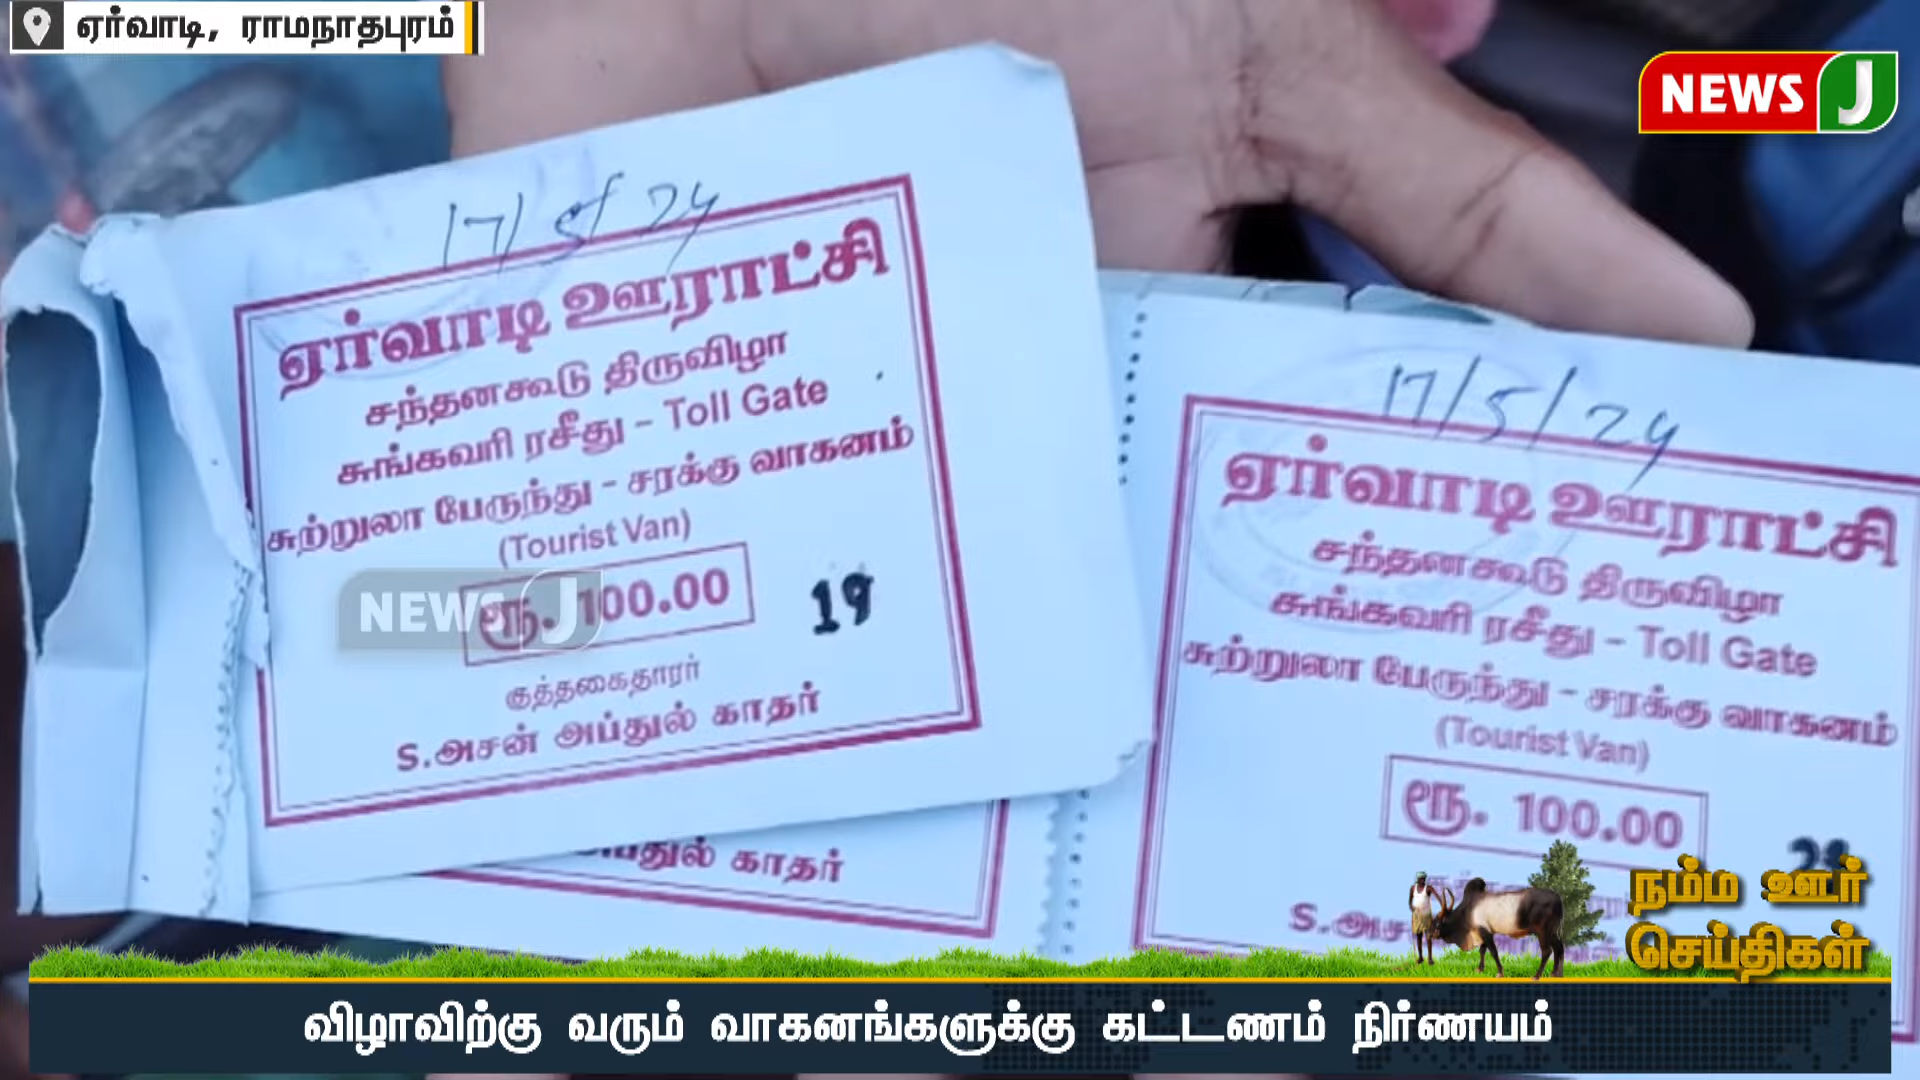 ஏர்வாடி, ராமநாதபுரம்
NEWS J
17/5/24
ஏர்வாடி ஊராட்சி
சந்தனகூடு திருவிழா
சுங்கவரி ரசீது - Toll Gate
சுற்றுலா பேருந்து - சரக்கு வாகனம்
(Tourist Van)
ரூ. 100.00
19
NEWS J
குத்தகைதாரர்
S.அசன் அப்துல் காதர்
அப்துல் காதர்
17/5/24
ஏர்வாடி ஊராட்சி
சந்தனகூடு திருவிழா
சுங்கவரி ரசீது - Toll Gate
சுற்றுலா பேருந்து - சரக்கு வாகனம்
(Tourist Van)
ரூ. 100.00
நம்ம ஊர்
செய்திகள்
விழாவிற்கு வரும் வாகனங்களுக்கு கட்டணம் நிர்ணயம்